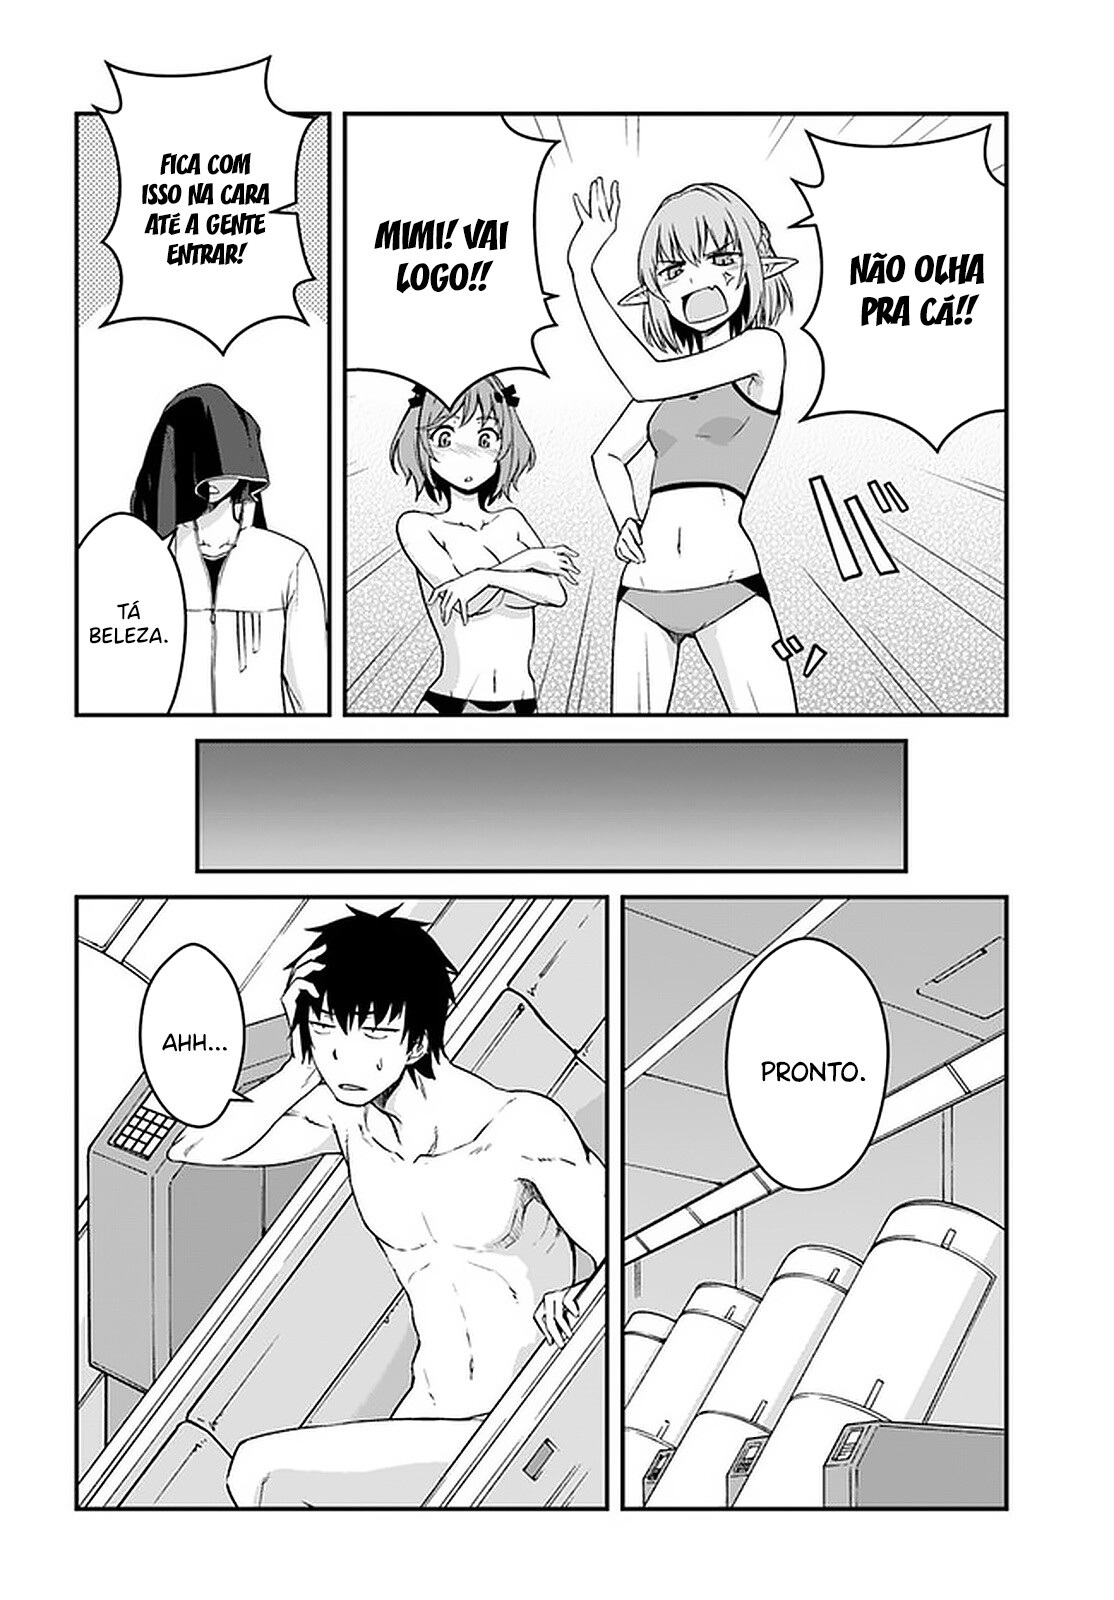 NÃO OLHA
PRA CÁ!!
MIMI! VAI
LOGO!!
FICA COM
ISSO NA CARA
ATÉ A GENTE
ENTRAR!
TÁ
BELEZA.
PRONTO.
AHH...